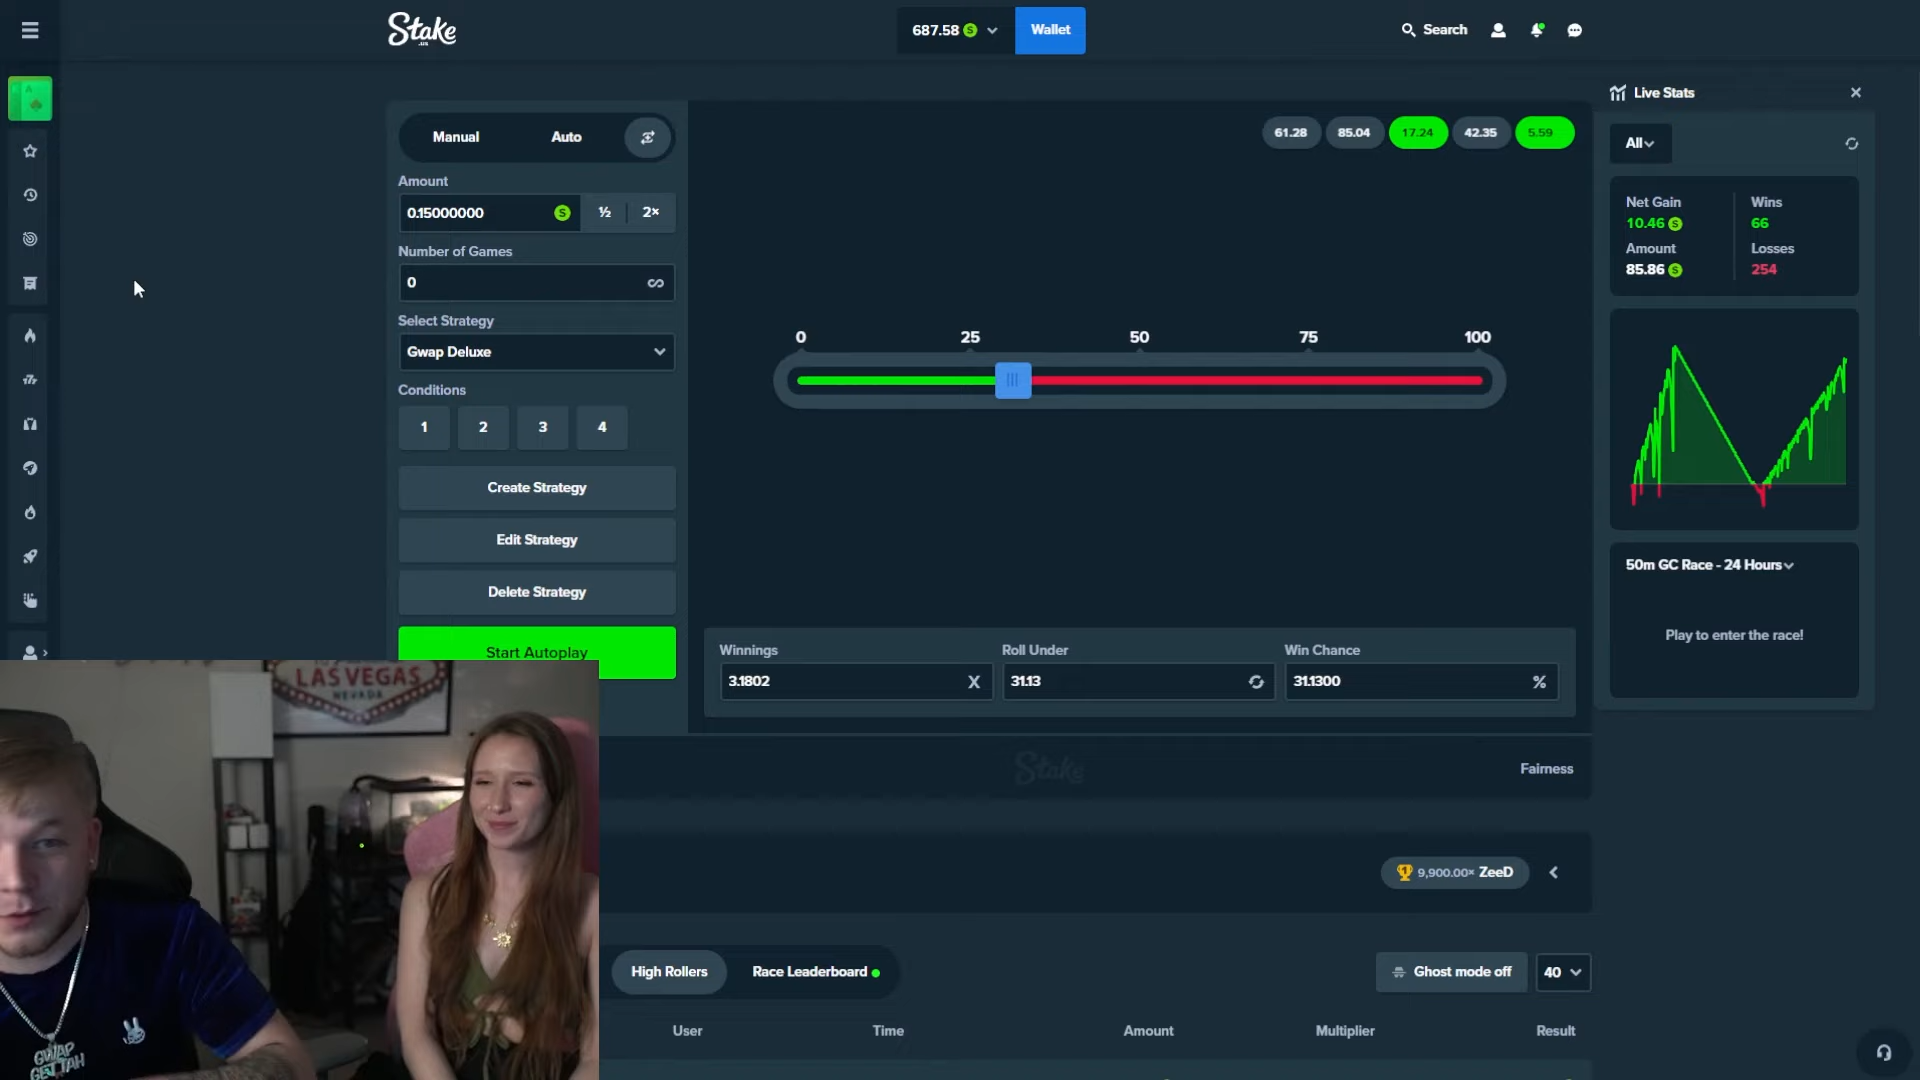 Stake
.us
687.58
Wallet
Search
Manual
Auto
61.28
85.04
17.24
42.35
5.59
Live Stats
All
Amount
0.15000000
½
2×
Net Gain
10.46
Wins
66
Amount
85.86
Losses
254
Number of Games
0
Select Strategy
Gwap Deluxe
Conditions
1
2
3
4
0
25
50
75
100
Create Strategy
Edit Strategy
Delete Strategy
Start Autoplay
50m GC Race - 24 Hours
Play to enter the race!
Winnings
3.1802
X
Roll Under
31.13
Win Chance
31.1300
%
Stake
Fairness
9,900.00×
ZeeD
High Rollers
Race Leaderboard
Ghost mode off
40
User
Time
Amount
Multiplier
Result
LAS VEGAS
NEVADA
GWAP
GETTAH